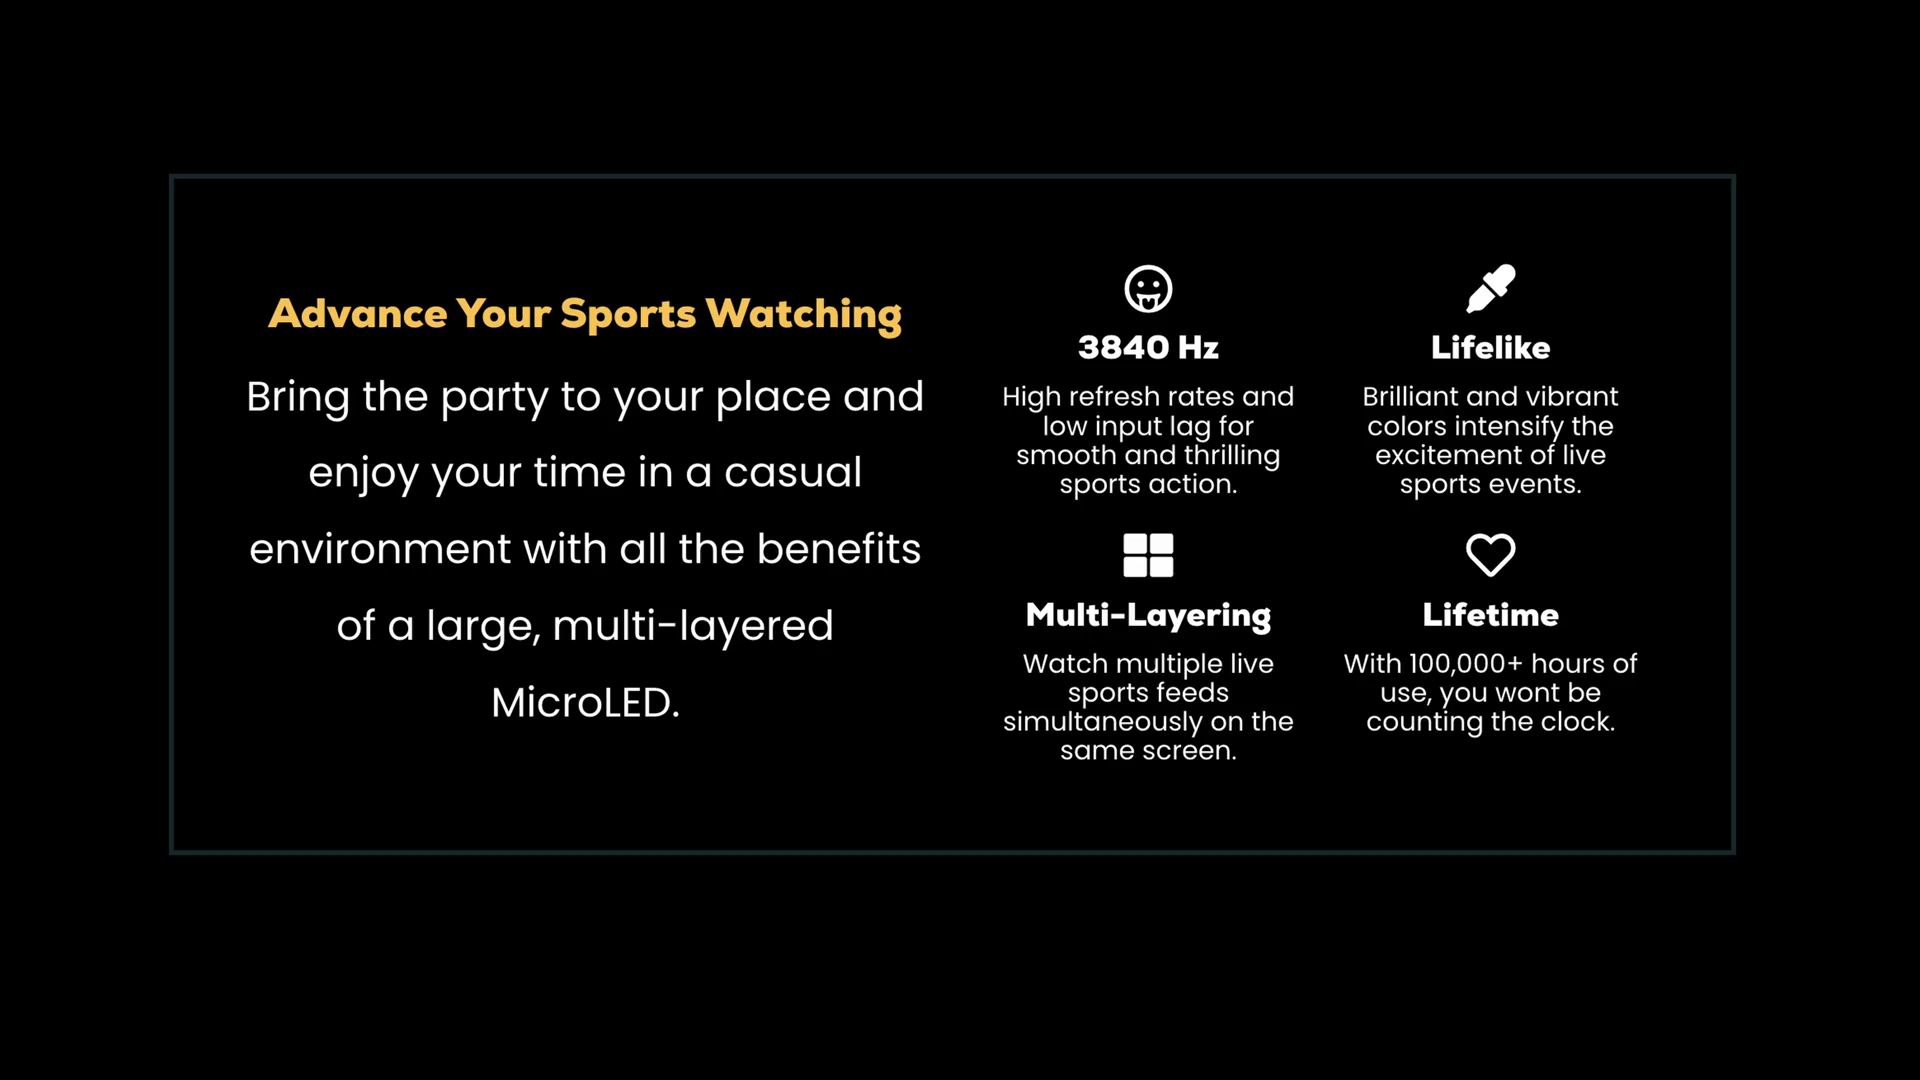 Advance Your Sports Watching
Bring the party to your place and
enjoy your time in a casual
environment with all the benefits
of a large, multi-layered
MicroLED.
3840 Hz
High refresh rates and
low input lag for
smooth and thrilling
sports action.
Lifelike
Brilliant and vibrant
colors intensify the
excitement of live
sports events.
Multi-Layering
Watch multiple live
sports feeds
simultaneously on the
same screen.
Lifetime
With 100,000+ hours of
use, you wont be
counting the clock.